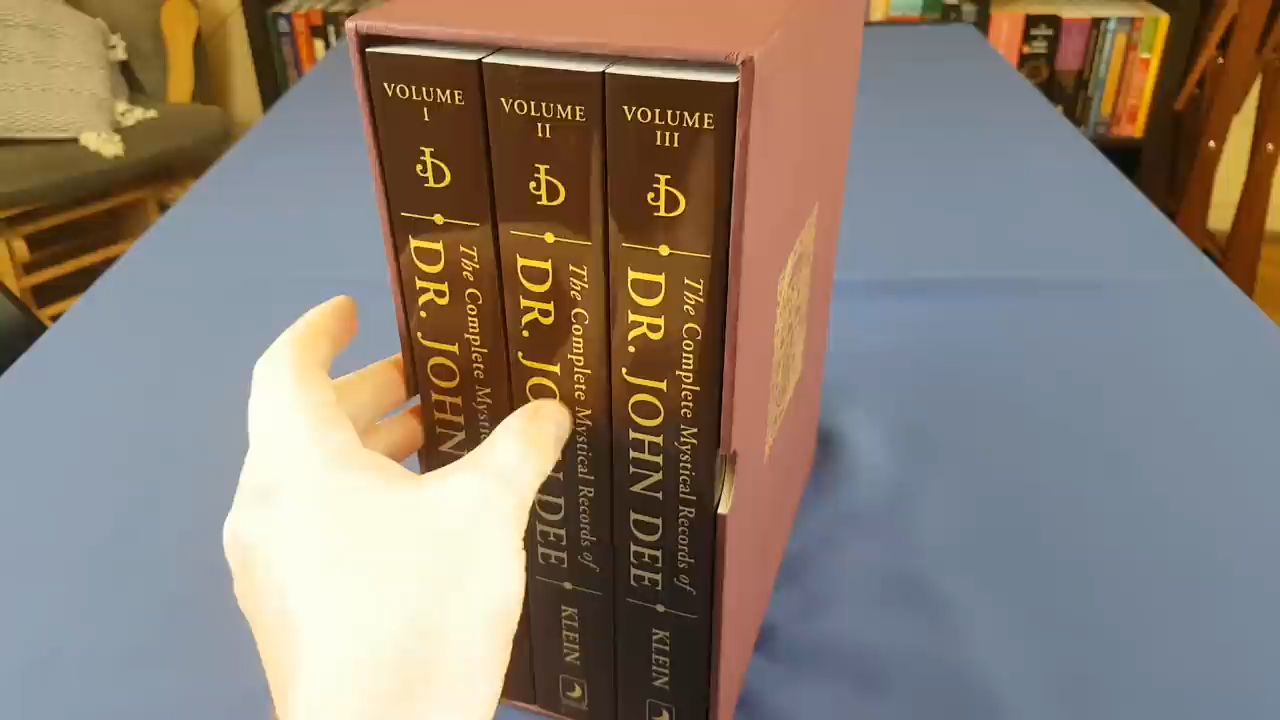 VOLUME
I
JD
The Complete Mystic
DR. JOHN
VOLUME
II
JD
The Complete Mystical Records of
DR. JOHN DEE
KLEIN
VOLUME
III
JD
The Complete Mystical Records of
DR. JOHN DEE
KLEIN